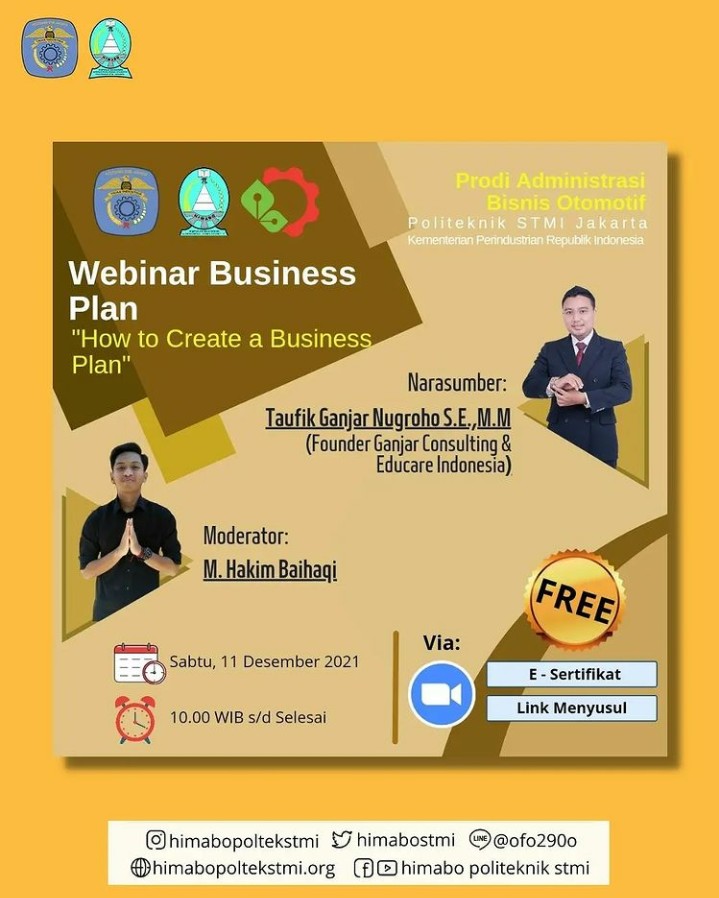 Prodi Administrasi
Bisnis Otomotif
Politeknik STMI Jakarta
Kementerian Perindustrian Republik Indonesia
Webinar Business
Plan
"How to Create a Business
Plan"
Narasumber:
Taufik Ganjar Nugroho S.E.,M.M
(Founder Ganjar Consulting &
Educare Indonesia)
Moderator:
M. Hakim Baihaqi
FREE
Sabtu, 11 Desember 2021
10.00 WIB s/d Selesai
Via:
E - Sertifikat
Link Menyusul
himabopoltekstmi himabostmi LINE @ofo290o
himabopoltekstmi.org himabo politeknik stmi